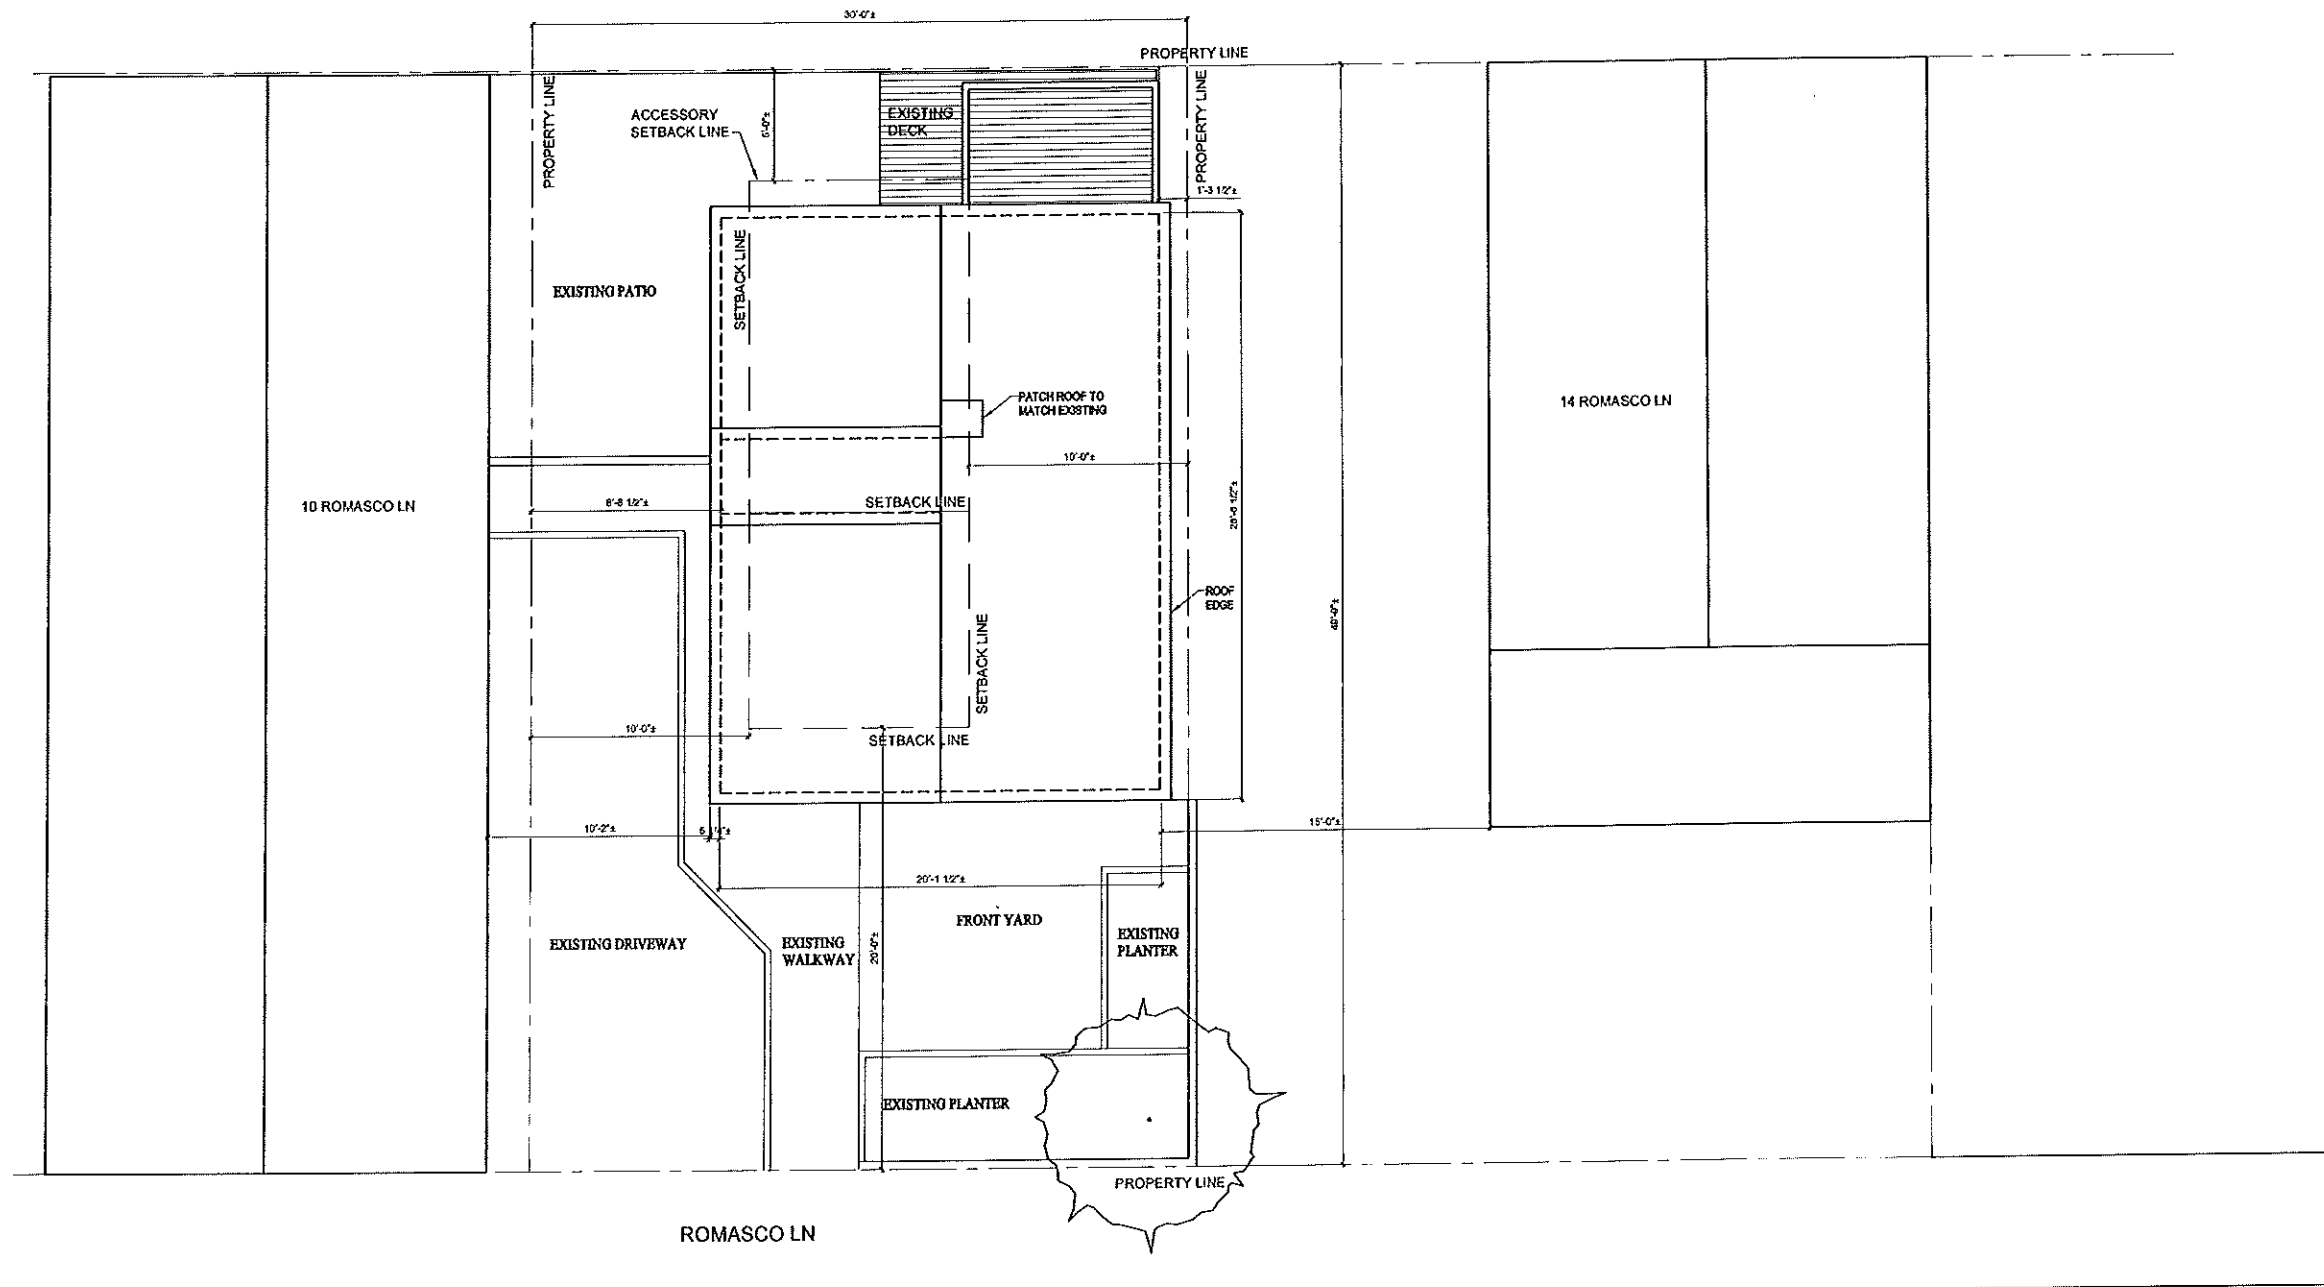 30'-0"±
PROPERTY LINE
PROPERTY LINE
ACCESSORY
SETBACK LINE
5'-0"±
EXISTING
DECK
PROPERTY LINE
1'-3 1/2"±
SETBACK LINE
EXISTING PATIO
PATCH ROOF TO
MATCH EXISTING
14 ROMASCO LN
10'-0"±
10 ROMASCO LN
8'-8 1/2"±
SETBACK LINE
ROOF
EDGE
SETBACK LINE
10'-0"±
SETBACK LINE
10'-2"±
15'-0"±
20'-1 1/2"±
FRONT YARD
EXISTING DRIVEWAY
EXISTING
WALKWAY
20'-0"±
EXISTING
PLANTER
EXISTING PLANTER
PROPERTY LINE
ROMASCO LN